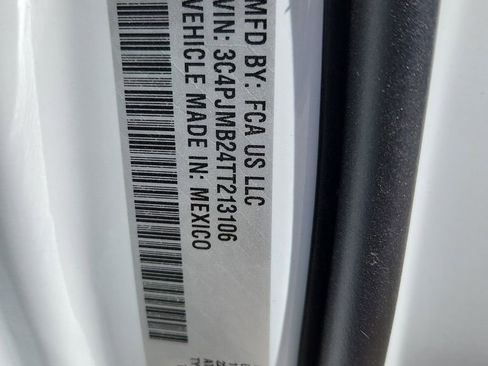 MFD BY: FCA US LLC
VIN: 3C4PJMB24TT213106
VEHICLE MADE IN: MEXICO